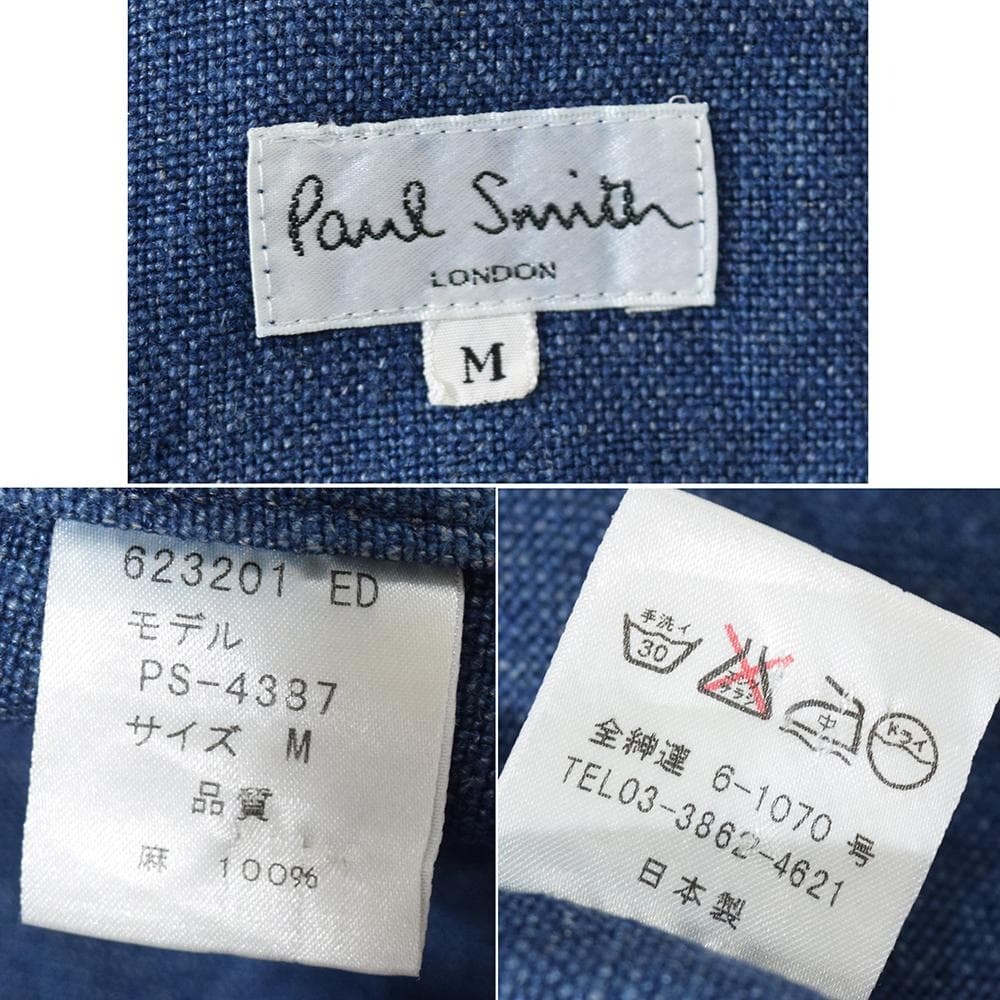 Paul Smith
LONDON
M
623201 ED
モデル
PS-4387
サイズ M
品質
麻 100%
手洗イ
30
中
ドライ
全紳連 6-1070 号
TEL03-3862-4621
日本製